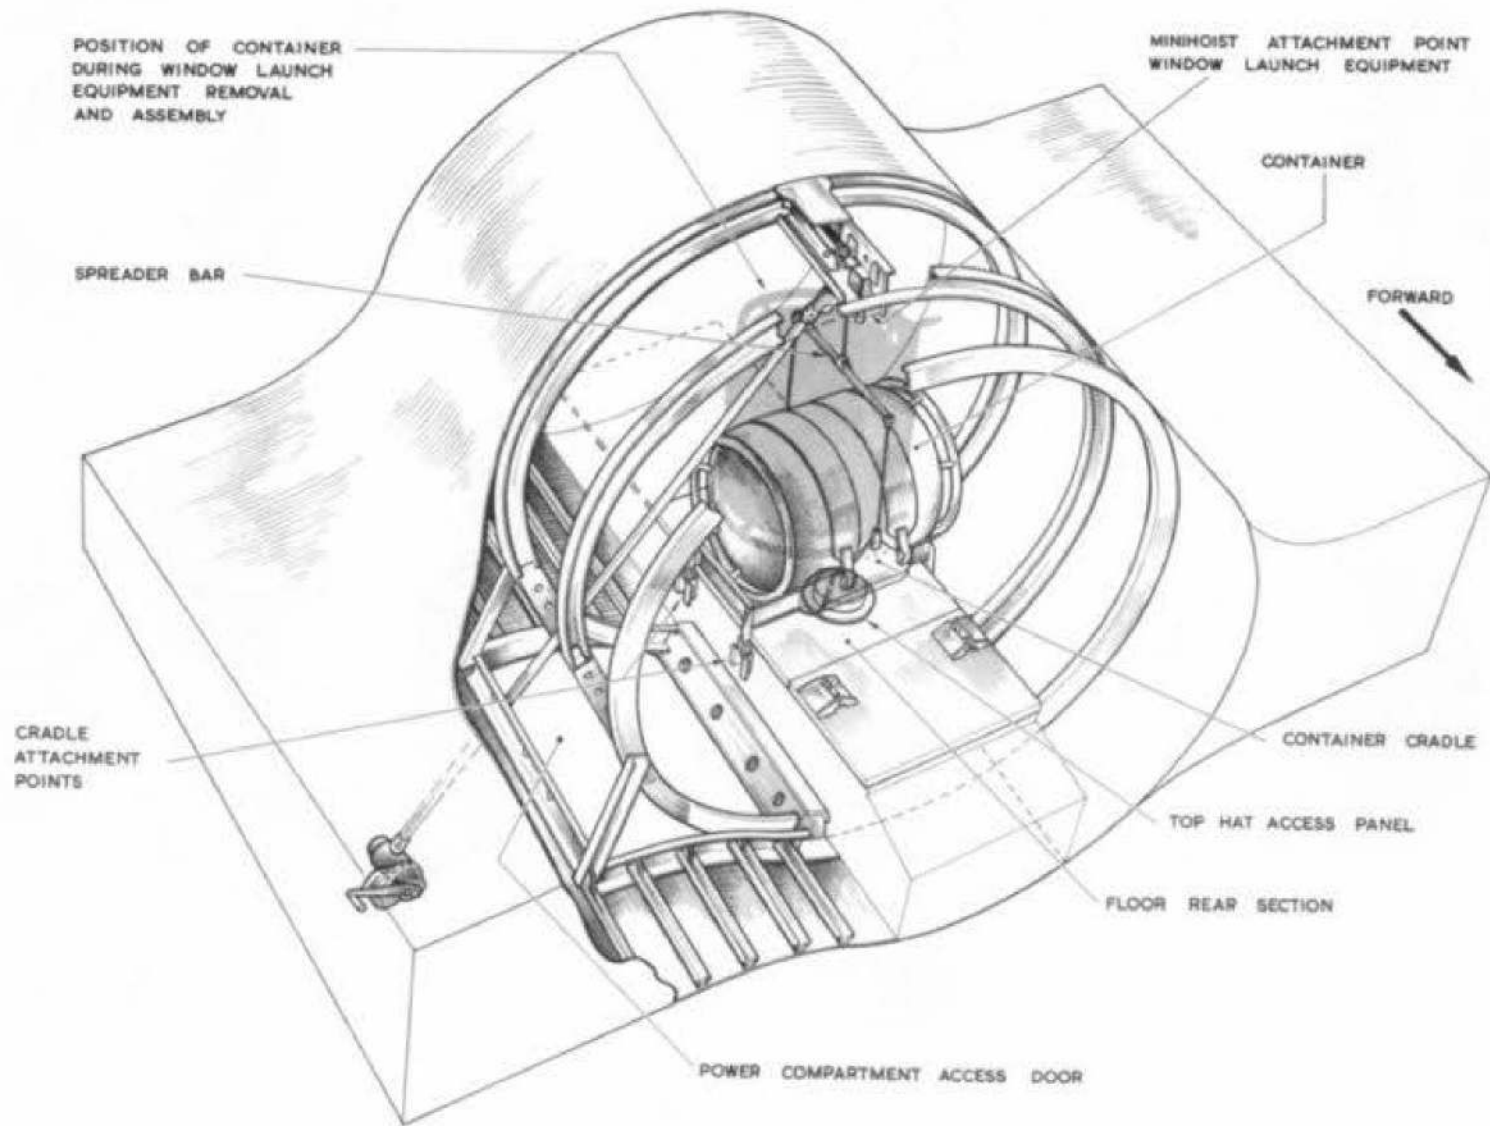 POSITION OF CONTAINER
DURING WINDOW LAUNCH
EQUIPMENT REMOVAL
AND ASSEMBLY
MINIHOIST ATTACHMENT POINT
WINDOW LAUNCH EQUIPMENT
CONTAINER
SPREADER BAR
FORWARD
CRADLE
ATTACHMENT
POINTS
CONTAINER CRADLE
TOP HAT ACCESS PANEL
FLOOR REAR SECTION
POWER COMPARTMENT ACCESS DOOR